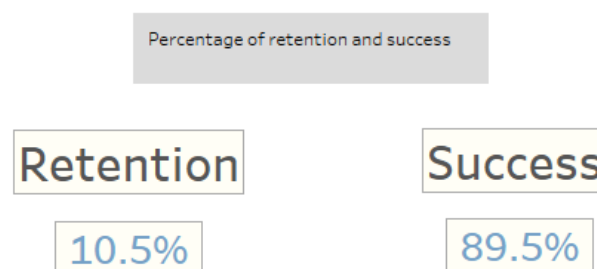 Percentage of retention and success
Retention
Success
10.5%
89.5%